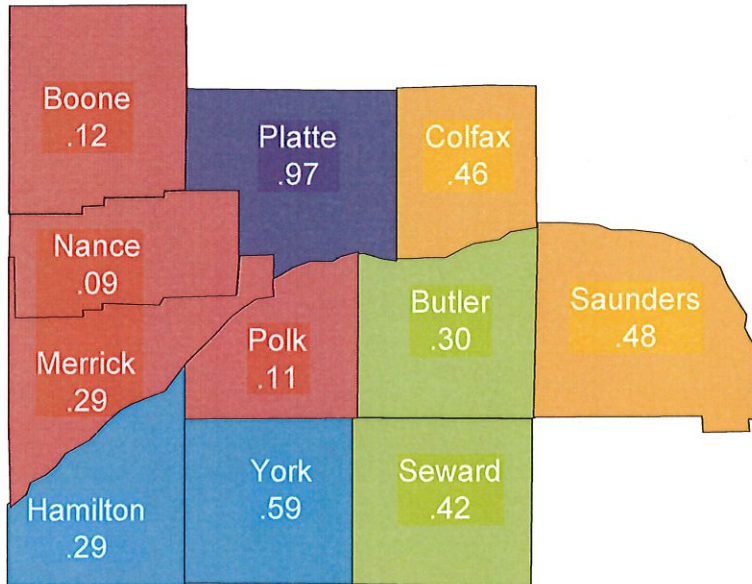 Boone
.12
Platte
.97
Colfax
.46
Nance
.09
Merrick
.29
Polk
.11
Butler
.30
Saunders
.48
Hamilton
.29
York
.59
Seward
.42